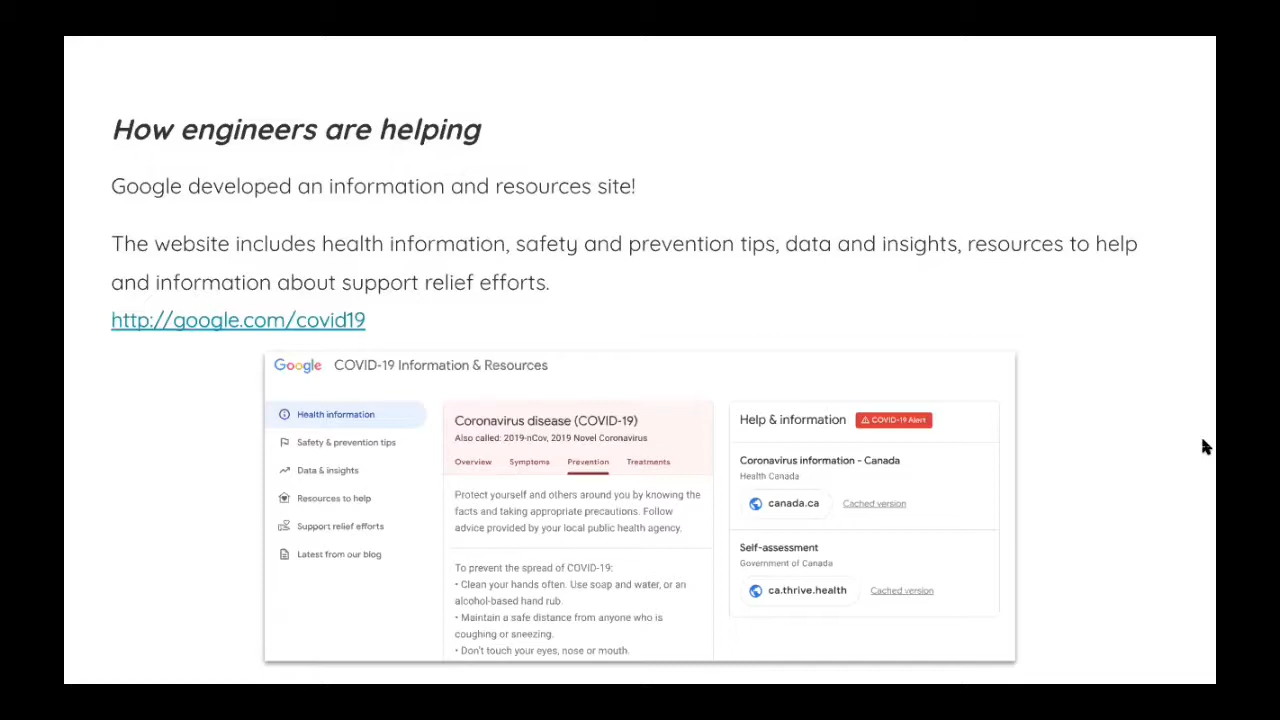 How engineers are helping
Google developed an information and resources site!
The website includes health information, safety and prevention tips, data and insights, resources to help
and information about support relief efforts.
http://google.com/covid19
Google COVID-19 Information & Resources
Health information
Safety & prevention tips
Data & insights
Resources to help
Support relief efforts
Latest from our blog
Coronavirus disease (COVID-19)
Also called: 2019-nCov, 2019 Novel Coronavirus
Overview Symptoms Prevention Treatments
Protect yourself and others around you by knowing the
facts and taking appropriate precautions. Follow
advice provided by your local public health agency.
To prevent the spread of COVID-19:
• Clean your hands often. Use soap and water, or an
alcohol-based hand rub.
• Maintain a safe distance from anyone who is
coughing or sneezing.
• Don't touch your eyes, nose or mouth.
Help & information COVID-19 Alert
Coronavirus information - Canada
Health Canada
canada.ca Cached version
Self-assessment
Government of Canada
ca.thrive.health Cached version